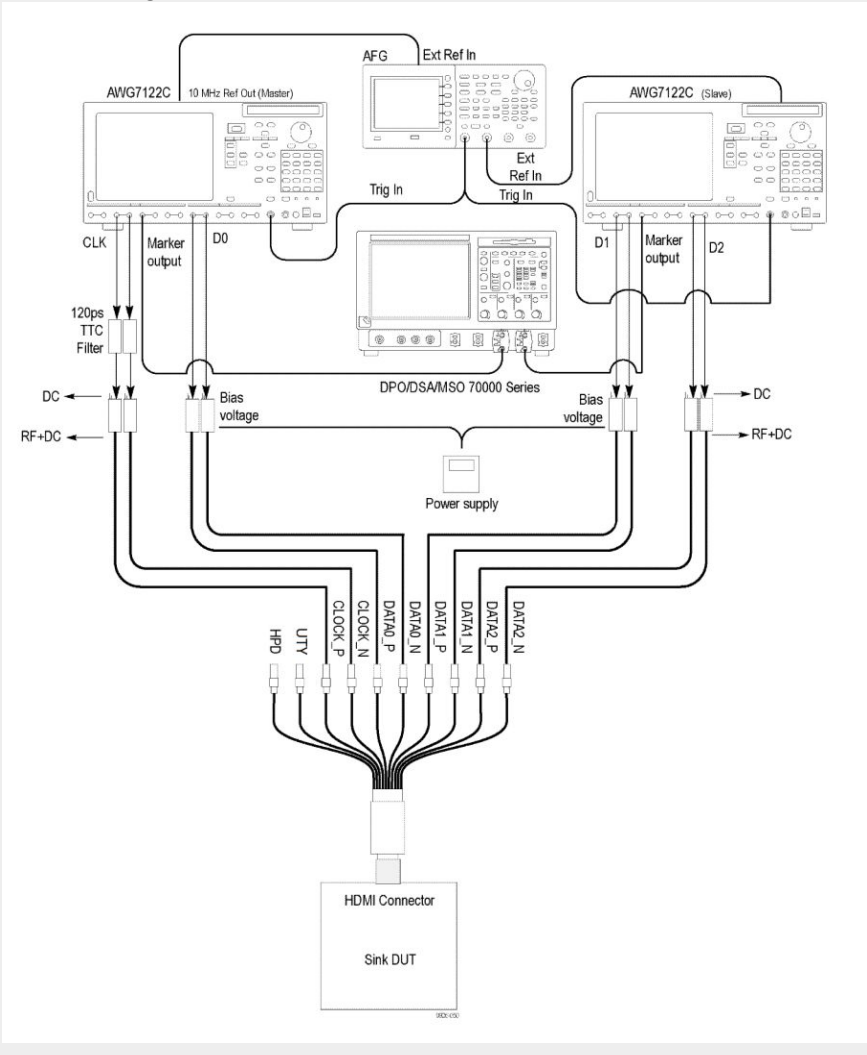 AFG
Ext Ref In
AWG7122C
10 MHz Ref Out (Master)
AWG7122C
(Slave)
Ext
Ref In
Trig In
Trig In
CLK
Marker
output
D0
D1
Marker
output
D2
120ps
TTC
Filter
DPO/DSA/MSO 70000 Series
DC
Bias
voltage
Bias
voltage
DC
RF+DC
RF+DC
Power supply
HPD
UTY
CLOCK_P
CLOCK_N
DATA0_P
DATA0_N
DATA1_P
DATA1_N
DATA2_P
DATA2_N
HDMI Connector
Sink DUT